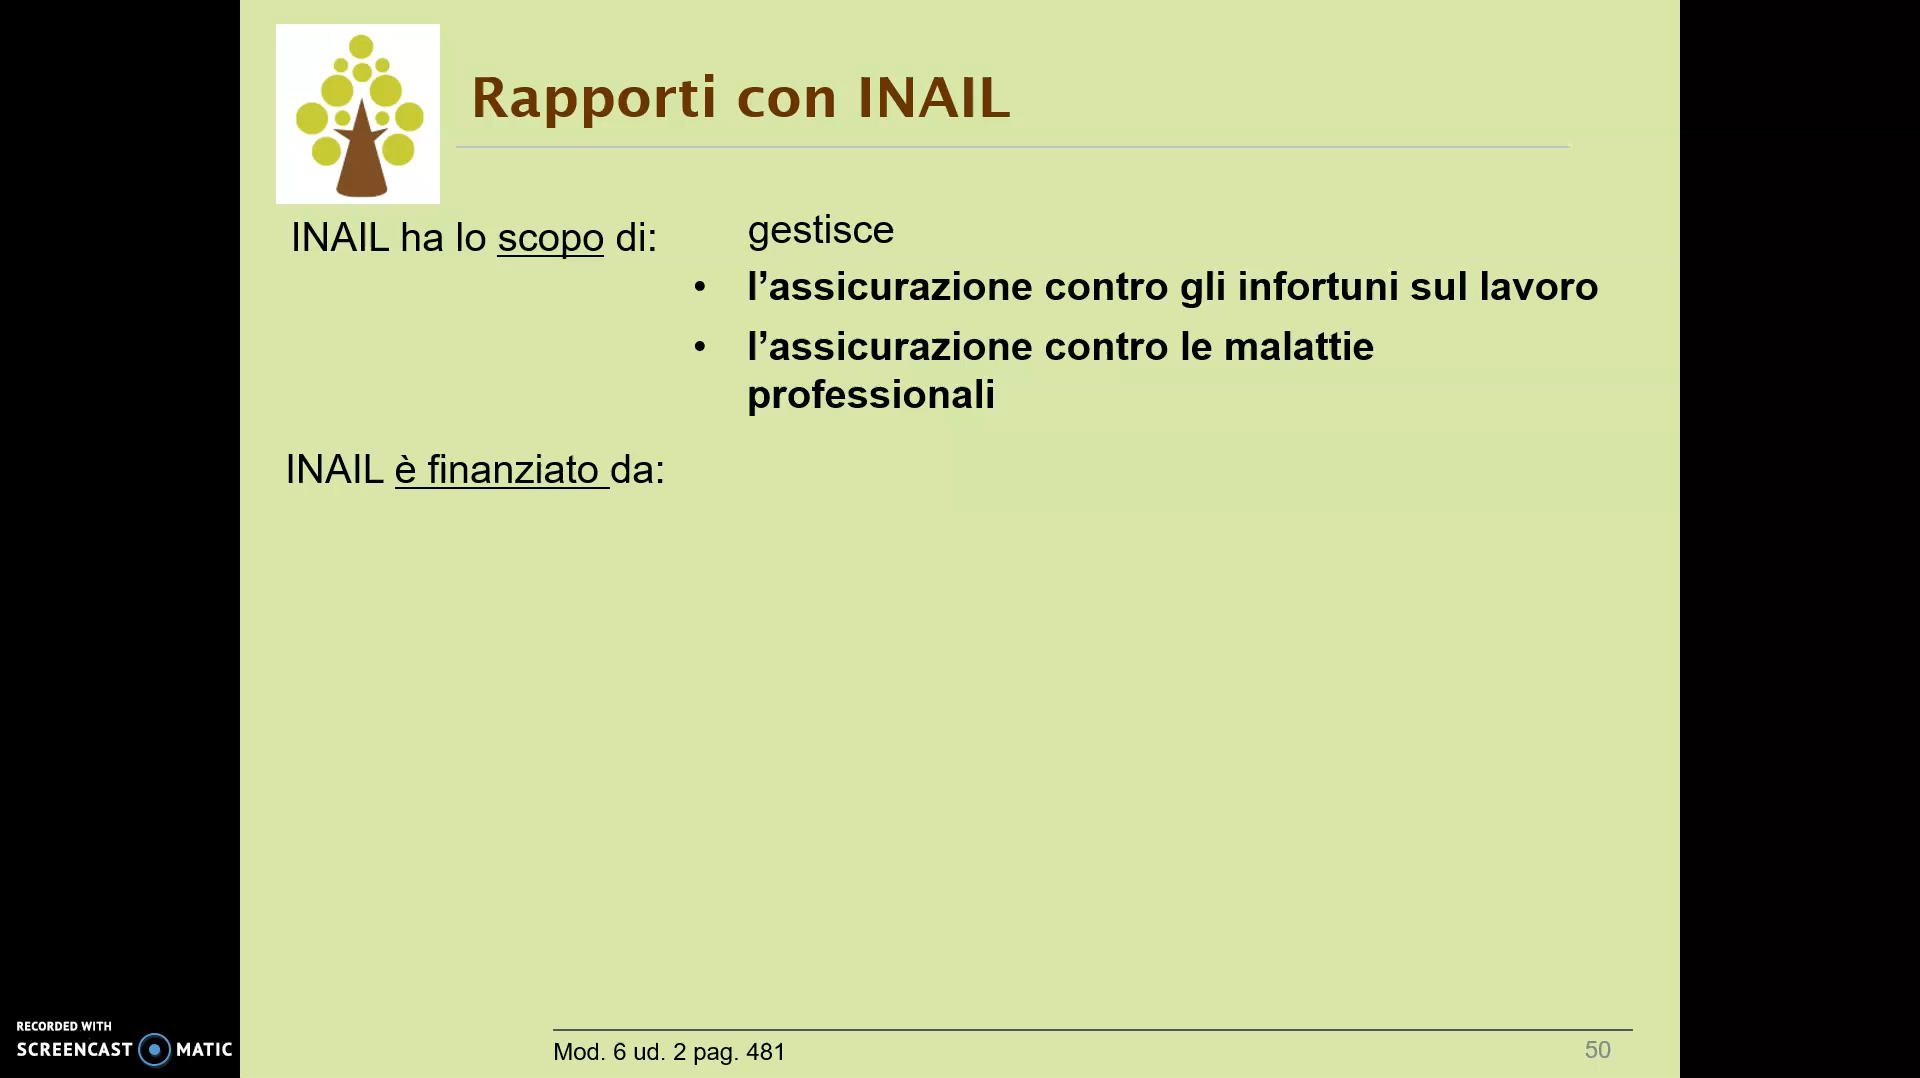 Rapporti con INAIL
INAIL ha lo scopo di:
gestisce
• l’assicurazione contro gli infortuni sul lavoro
• l’assicurazione contro le malattie
professionali
INAIL è finanziato da:
Mod. 6 ud. 2 pag. 481
50
RECORDED WITH
SCREENCAST MATIC